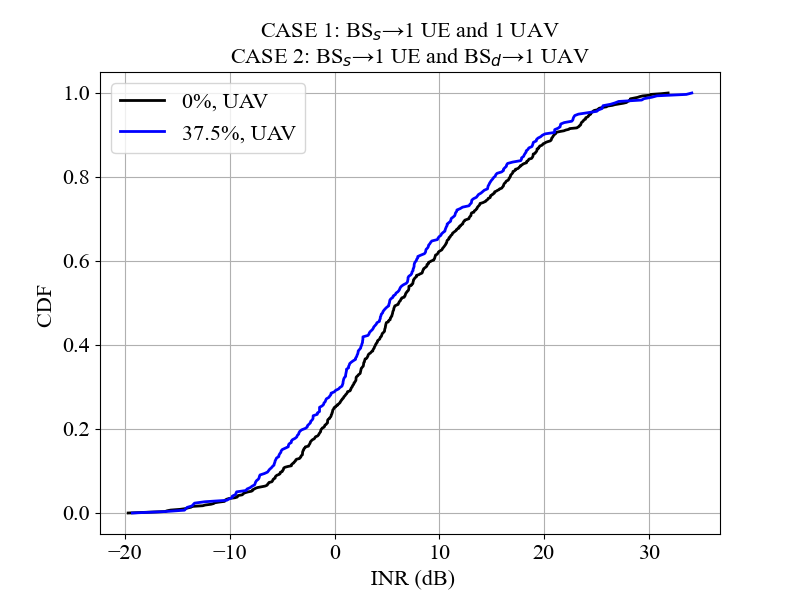 CASE 1: BSₛ→1 UE and 1 UAV
CASE 2: BSₛ→1 UE and BS_d→1 UAV
0%, UAV
37.5%, UAV
1.0
0.8
0.6
0.4
0.2
0.0
CDF
−20 −10 0 10 20 30
INR (dB)